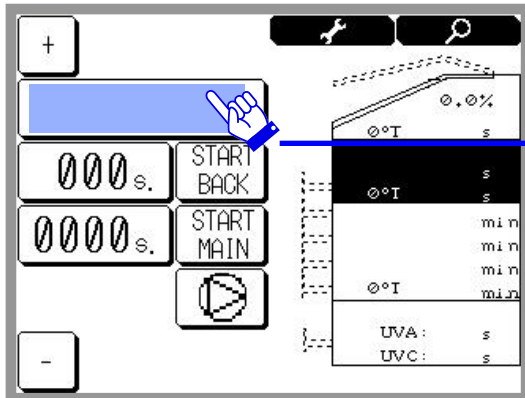 +
0.0%
0°T s
000s.
START
BACK
s
0°T s
0000s.
START
MAIN
min
min
min
0°T min
-
UVA: s
UVC: s